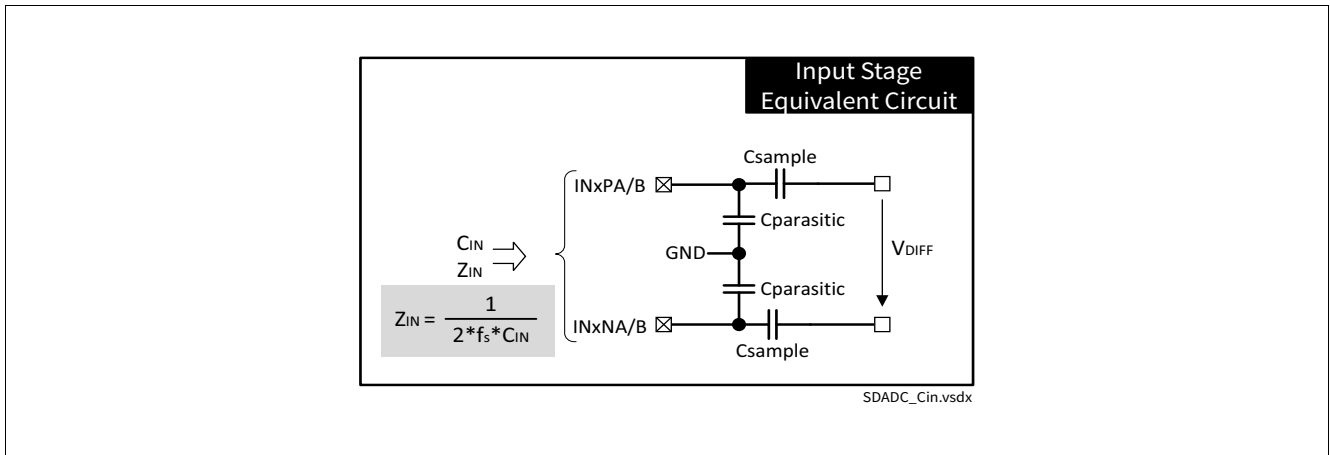 Input Stage
Equivalent Circuit
Csample
INxPA/B
Cparasitic
CIN
ZIN
GND
VDIFF
Cparasitic
ZIN = 1 / 2*fs*CIN
INxNA/B
Csample
SDADC_Cin.vsdx